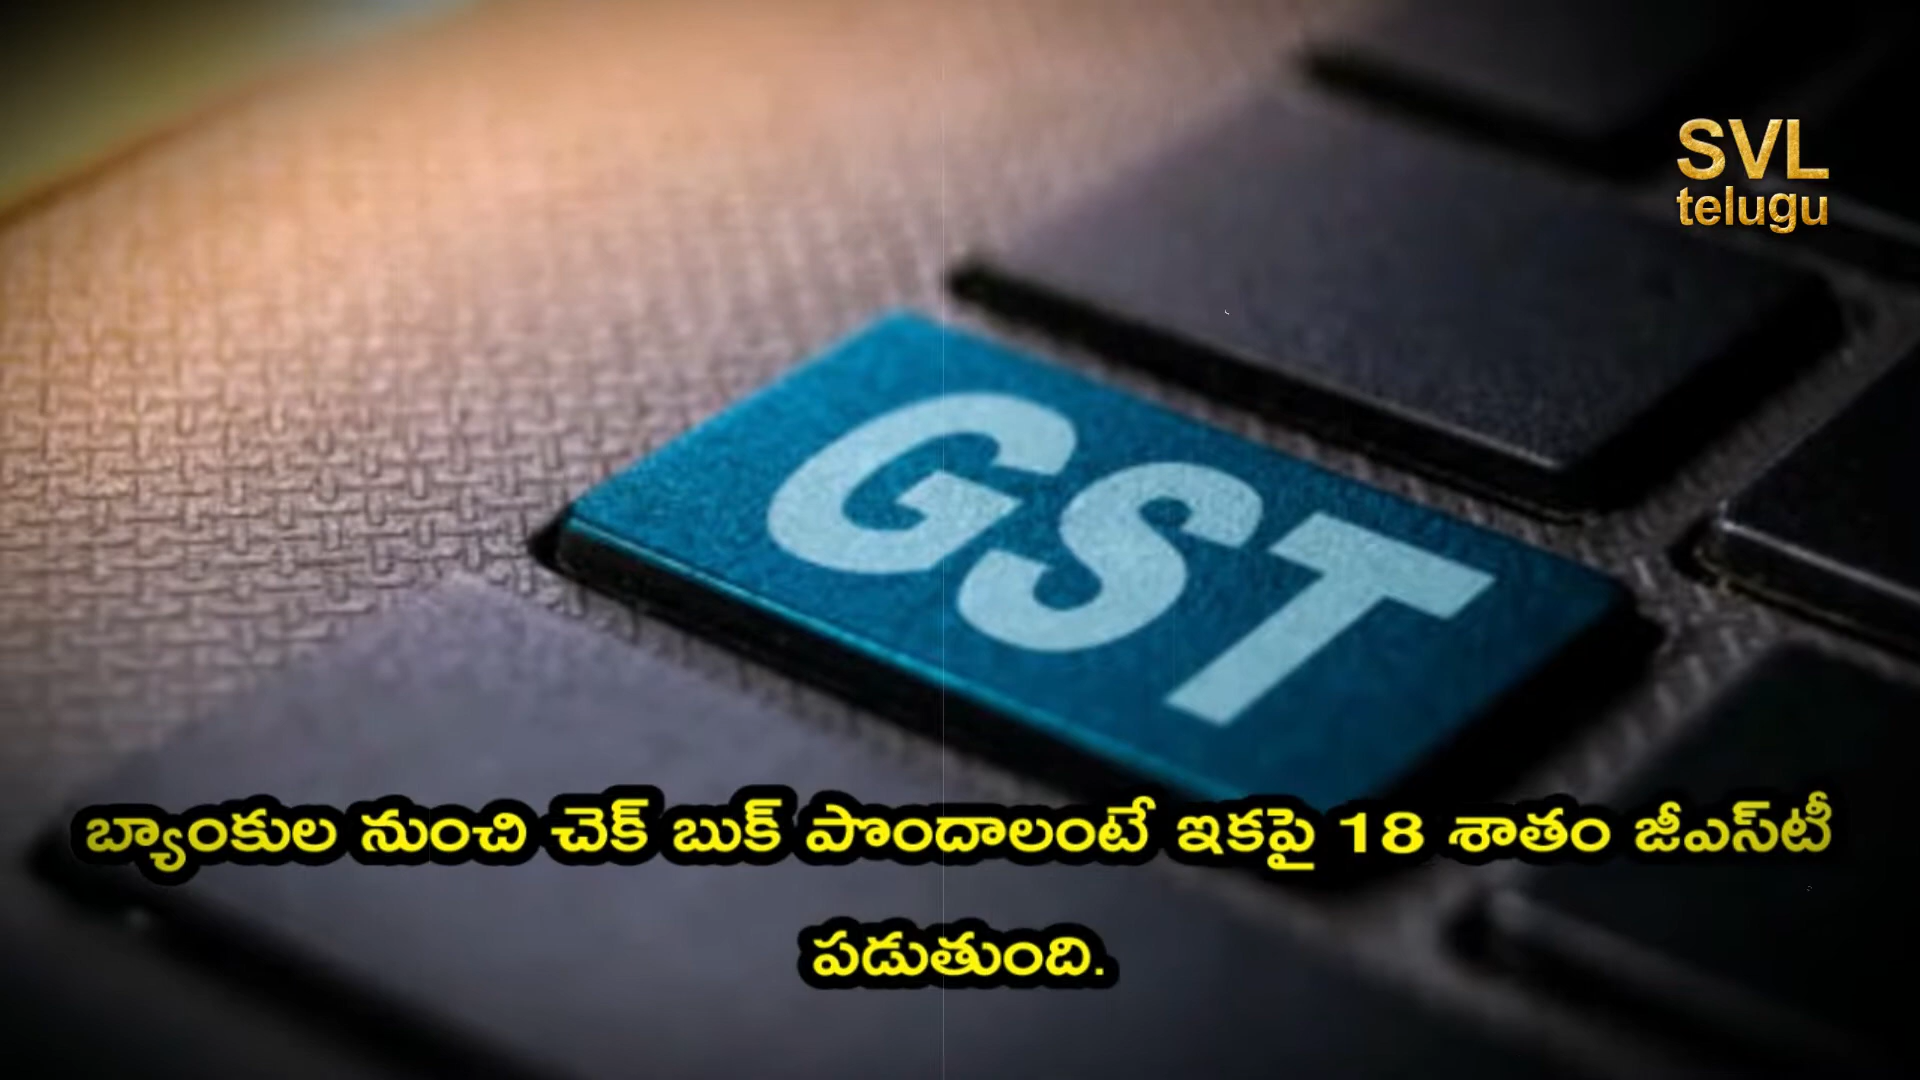 SVL
telugu
GST
బ్యాంకుల నుంచి చెక్ బుక్ పొందాలంటే ఇకపై 18 శాతం జీఎస్‌టీ
పడుతుంది.